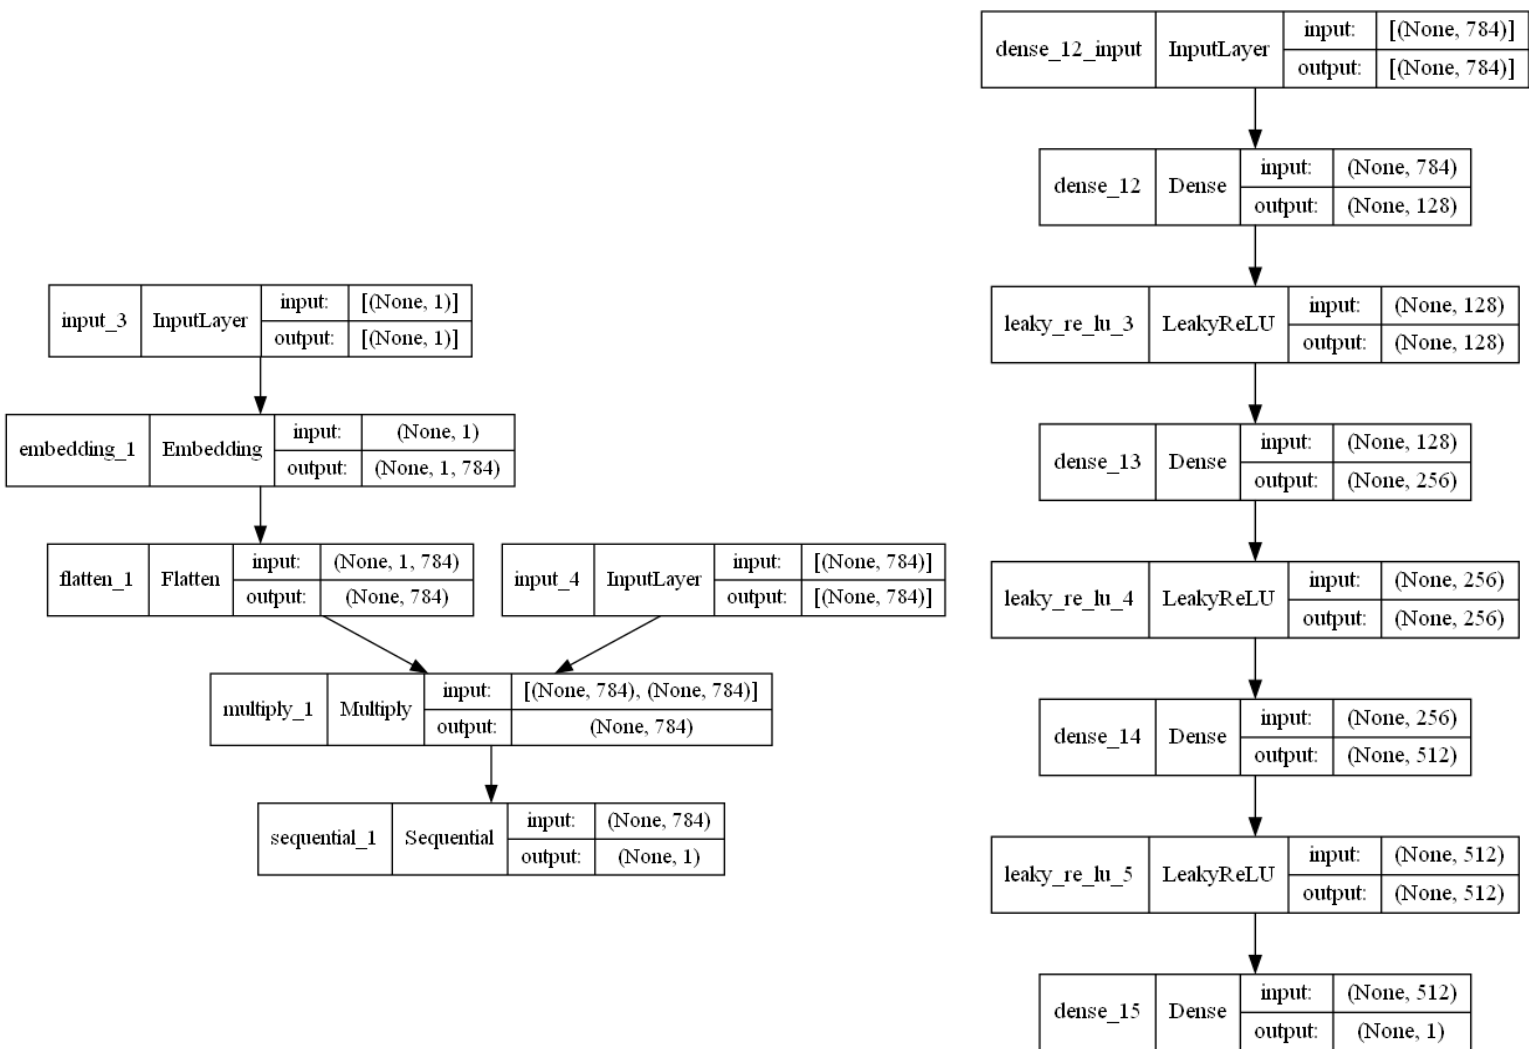 input_3 InputLayer input: [(None, 1)]
output: [(None, 1)]
embedding_1 Embedding input: (None, 1)
output: (None, 1, 784)
flatten_1 Flatten input: (None, 1, 784)
output: (None, 784)
input_4 InputLayer input: [(None, 784)]
output: [(None, 784)]
multiply_1 Multiply input: [(None, 784), (None, 784)]
output: (None, 784)
sequential_1 Sequential input: (None, 784)
output: (None, 1)
dense_12_input InputLayer input: [(None, 784)]
output: [(None, 784)]
dense_12 Dense input: (None, 784)
output: (None, 128)
leaky_re_lu_3 LeakyReLU input: (None, 128)
output: (None, 128)
dense_13 Dense input: (None, 128)
output: (None, 256)
leaky_re_lu_4 LeakyReLU input: (None, 256)
output: (None, 256)
dense_14 Dense input: (None, 256)
output: (None, 512)
leaky_re_lu_5 LeakyReLU input: (None, 512)
output: (None, 512)
dense_15 Dense input: (None, 512)
output: (None, 1)